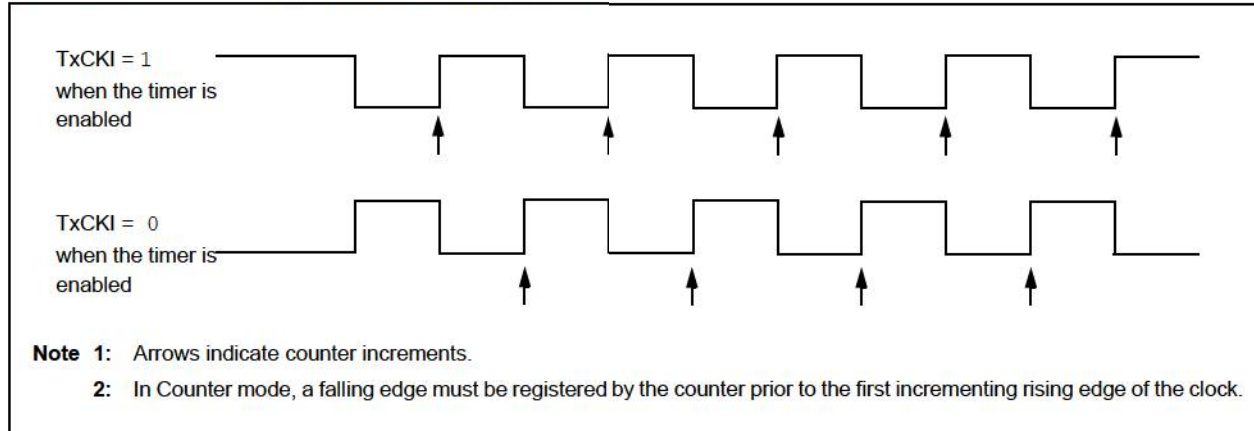 TxCKI = 1
when the timer is
enabled
TxCKI = 0
when the timer is
enabled
Note 1: Arrows indicate counter increments.
2: In Counter mode, a falling edge must be registered by the counter prior to the first incrementing rising edge of the clock.